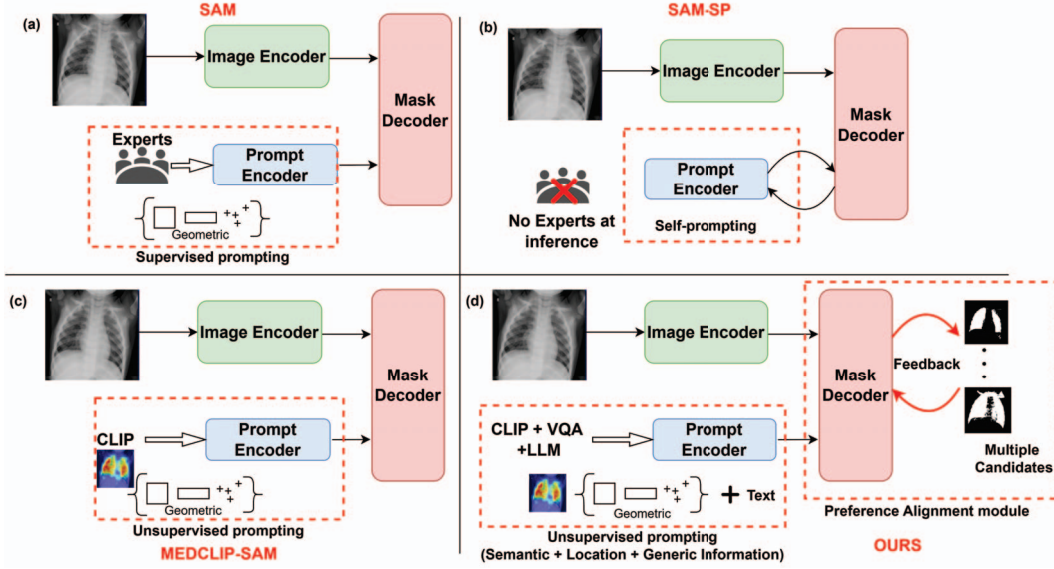 SAM
(a)
Image Encoder
Mask
Decoder
Experts
Prompt
Encoder
Geometric
Supervised prompting
SAM-SP
(b)
Image Encoder
Mask
Decoder
Prompt
Encoder
No Experts at
inference
Self-prompting
(c)
Image Encoder
Mask
Decoder
CLIP
Prompt
Encoder
Geometric
Unsupervised prompting
MEDCLIP-SAM
(d)
Image Encoder
Mask
Decoder
Feedback
Multiple
Candidates
CLIP + VQA
+LLM
Prompt
Encoder
Geometric
+ Text
Preference Alignment module
Unsupervised prompting
(Semantic + Location + Generic Information)
OURS